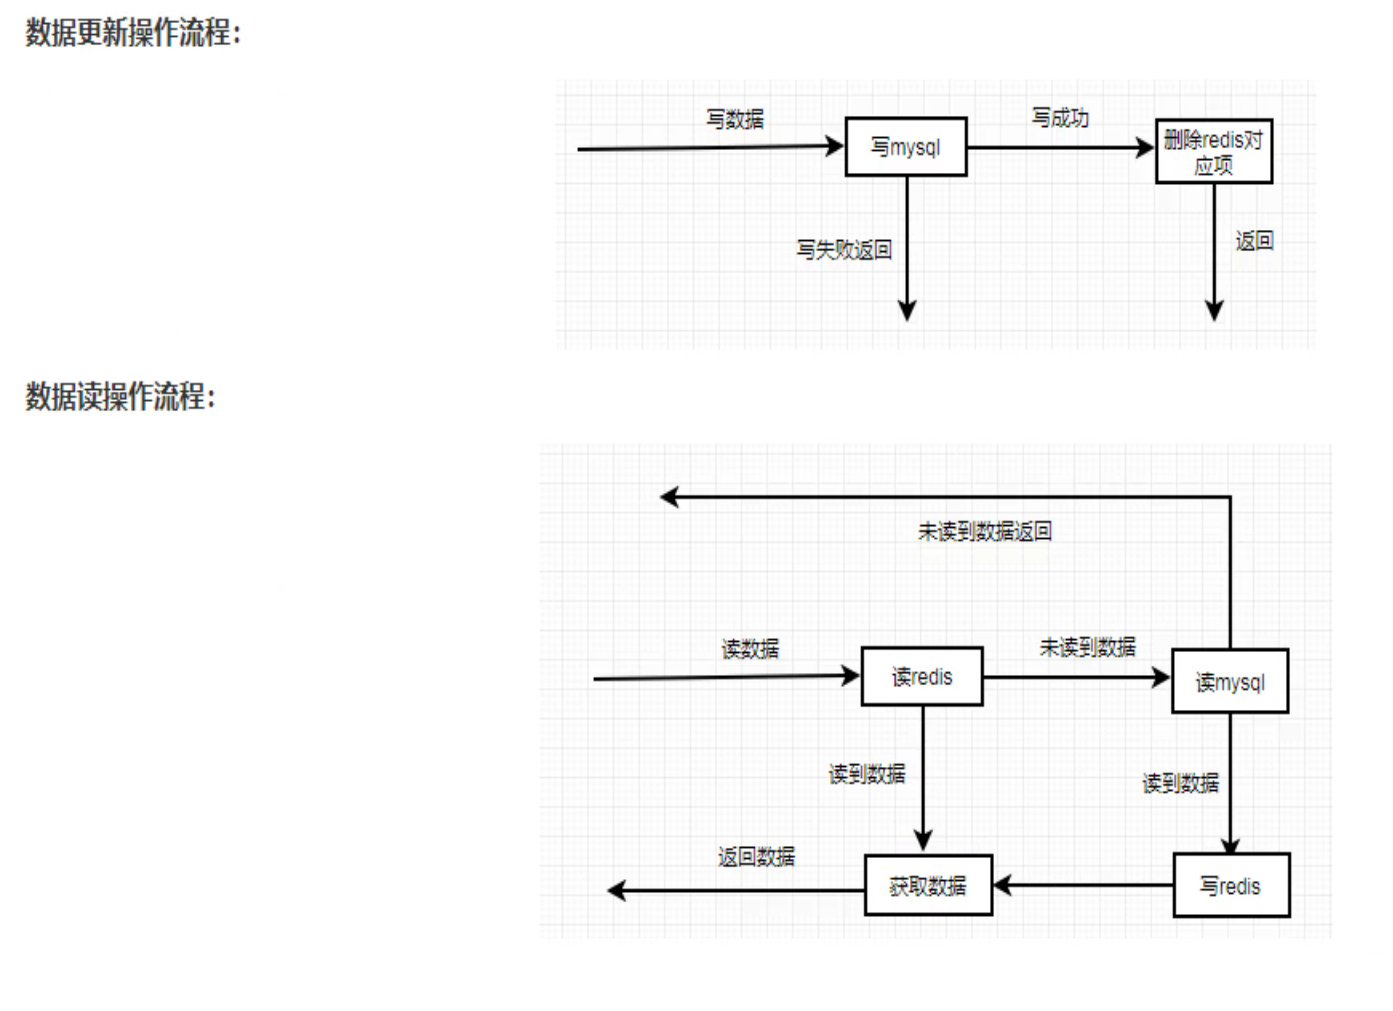 数据更新操作流程：
写数据
写mysql
写成功
删除redis对
应项
写失败返回
返回
数据读操作流程：
未读到数据返回
读数据
读redis
未读到数据
读mysql
读到数据
读到数据
返回数据
获取数据
写redis